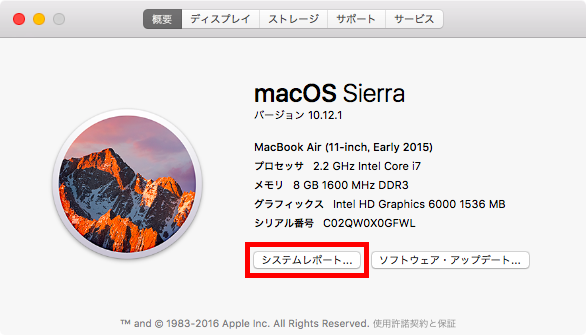 概要 ディスプレイ ストレージ サポート サービス
macOS Sierra
バージョン 10.12.1
MacBook Air (11-inch, Early 2015)
プロセッサ 2.2 GHz Intel Core i7
メモリ 8 GB 1600 MHz DDR3
グラフィックス Intel HD Graphics 6000 1536 MB
シリアル番号 C02QW0X0GFWL
システムレポート... ソフトウェア・アップデート...
™ and © 1983-2016 Apple Inc. All Rights Reserved. 使用許諾契約と保証